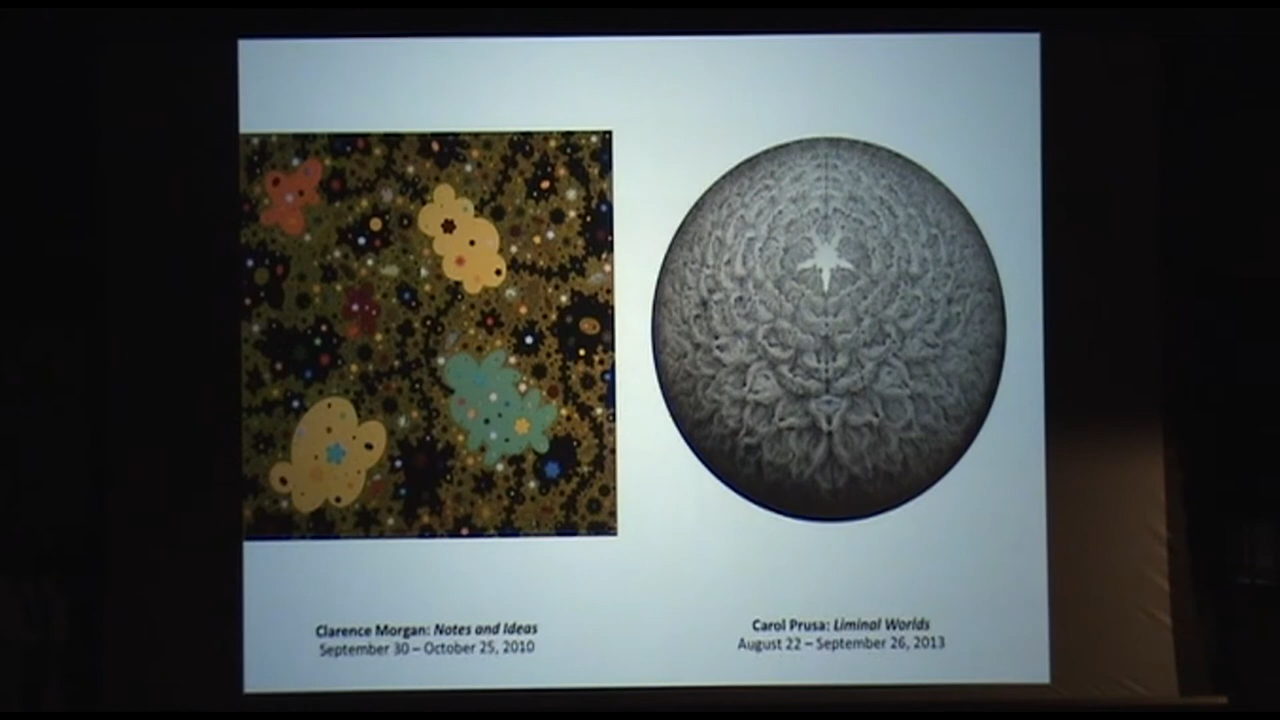 Clarence Morgan: Notes and Ideas
September 30 – October 25, 2010
Carol Prusa: Liminal Worlds
August 22 – September 26, 2013